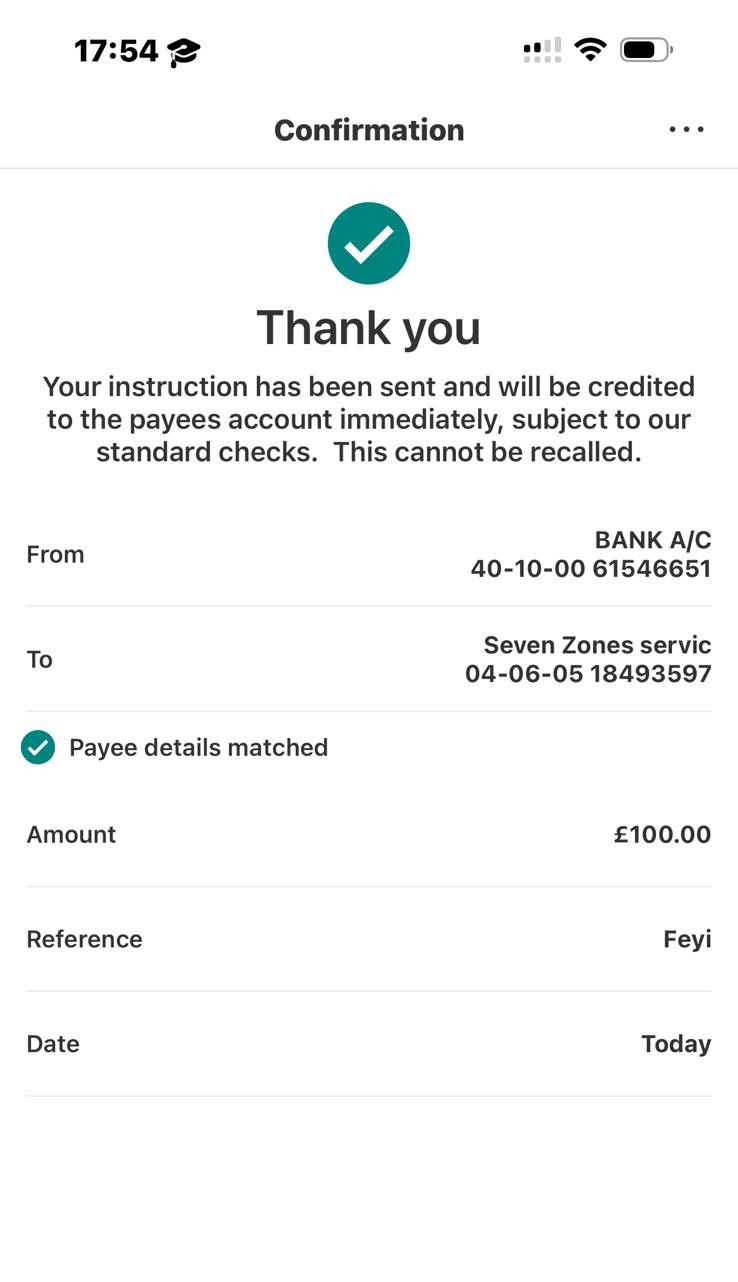 17:54
Confirmation
Thank you
Your instruction has been sent and will be credited
to the payees account immediately, subject to our
standard checks.  This cannot be recalled.
From
BANK A/C
40-10-00 61546651
To
Seven Zones servic
04-06-05 18493597
Payee details matched
Amount
£100.00
Reference
Feyi
Date
Today